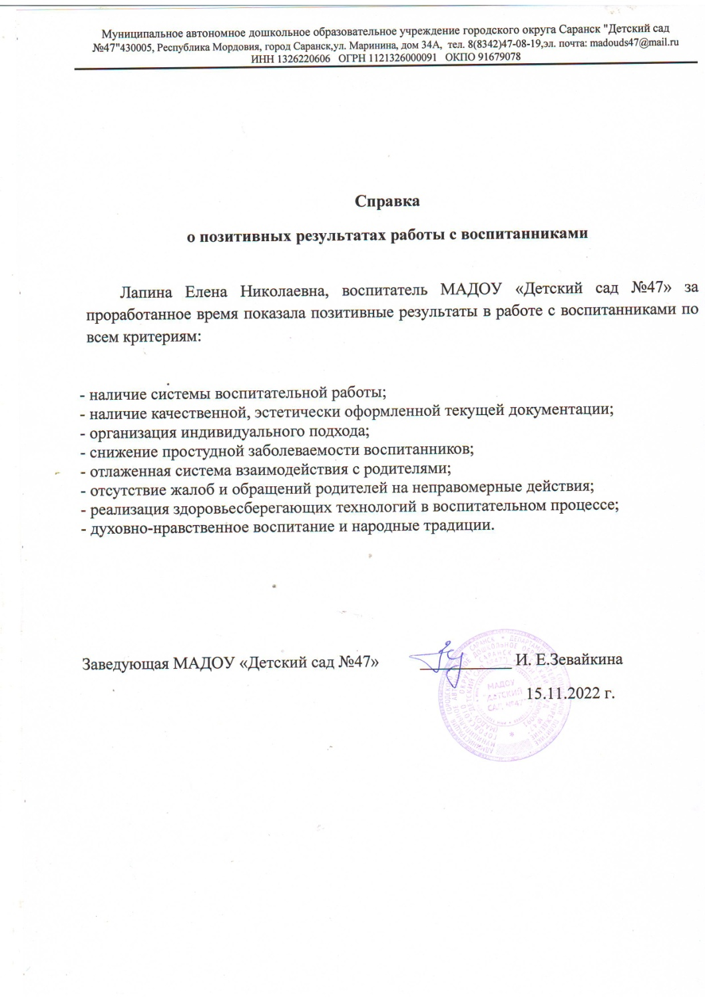 Муниципальное автономное дошкольное образовательное учреждение городского округа Саранск "Детский сад
№47"430005, Республика Мордовия, город Саранск,ул. Маринина, дом 34А, тел. 8(8342)47-08-19,эл. почта: madouds47@mail.ru
ИНН 1326220606 ОГРН 1121326000091 ОКПО 91679078
Справка
о позитивных результатах работы с воспитанниками
Лапина Елена Николаевна, воспитатель МАДОУ «Детский сад №47» за
проработанное время показала позитивные результаты в работе с воспитанниками по
всем критериям:
- наличие системы воспитательной работы;
- наличие качественной, эстетически оформленной текущей документации;
- организация индивидуального подхода;
- снижение простудной заболеваемости воспитанников;
- отлаженная система взаимодействия с родителями;
- отсутствие жалоб и обращений родителей на неправомерные действия;
- реализация здоровьесберегающих технологий в воспитательном процессе;
- духовно-нравственное воспитание и народные традиции.
Заведующая МАДОУ «Детский сад №47» ___________ И. Е.Зевайкина
15.11.2022 г.
МАДОУ
"ДЕТСКИЙ
САД №47"